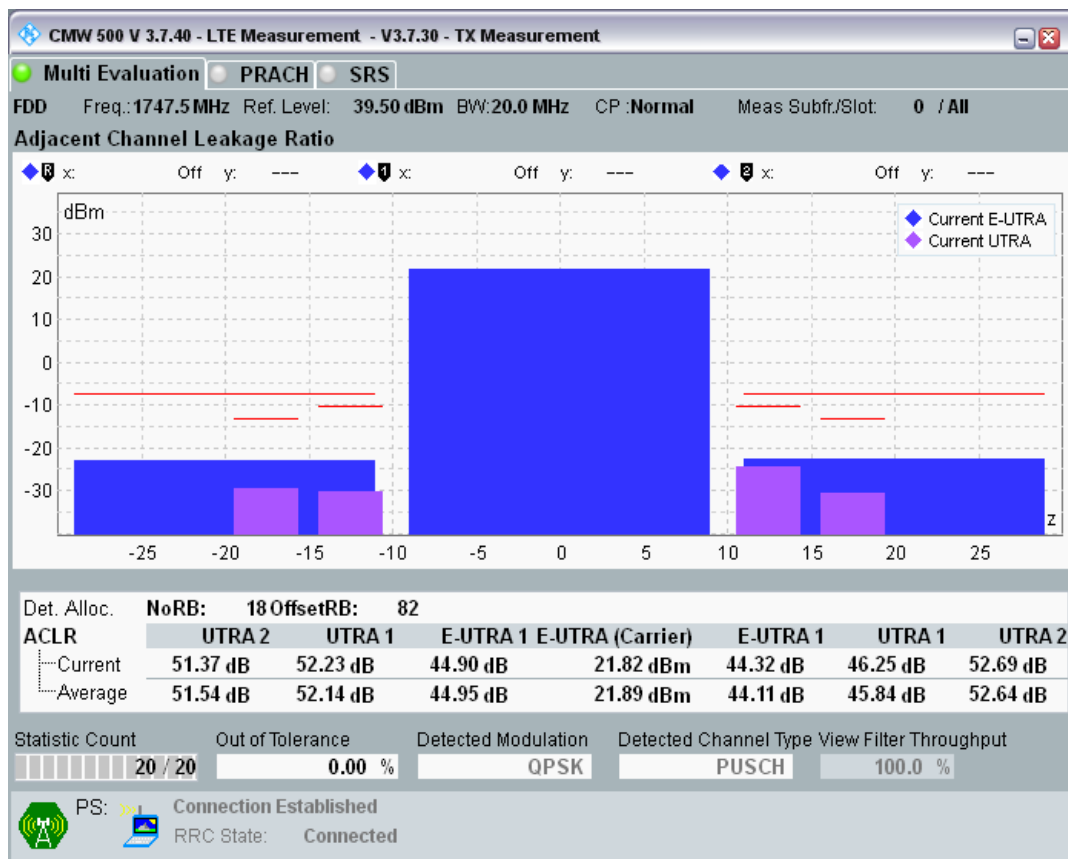 CMW 500 V 3.7.40 - LTE Measurement - V3.7.30 - TX Measurement
Multi Evaluation PRACH SRS
FDD Freq.:1747.5 MHz Ref. Level: 39.50 dBm BW:20.0 MHz CP :Normal Meas Subfr./Slot: 0 / All
Adjacent Channel Leakage Ratio
R x: Off y: --- 1 x: Off y: --- 2 x: Off y: ---
dBm
Current E-UTRA
Current UTRA
30
20
10
0
-10
-20
-30
z
-25 -20 -15 -10 -5 0 5 10 15 20 25
Det. Alloc. NoRB: 18 OffsetRB: 82
ACLR UTRA 2 UTRA 1 E-UTRA 1 E-UTRA (Carrier) E-UTRA 1 UTRA 1 UTRA 2
Current 51.37 dB 52.23 dB 44.90 dB 21.82 dBm 44.32 dB 46.25 dB 52.69 dB
Average 51.54 dB 52.14 dB 44.95 dB 21.89 dBm 44.11 dB 45.84 dB 52.64 dB
Statistic Count Out of Tolerance Detected Modulation Detected Channel Type View Filter Throughput
20 / 20 0.00 % QPSK PUSCH 100.0 %
PS: Connection Established
RRC State: Connected